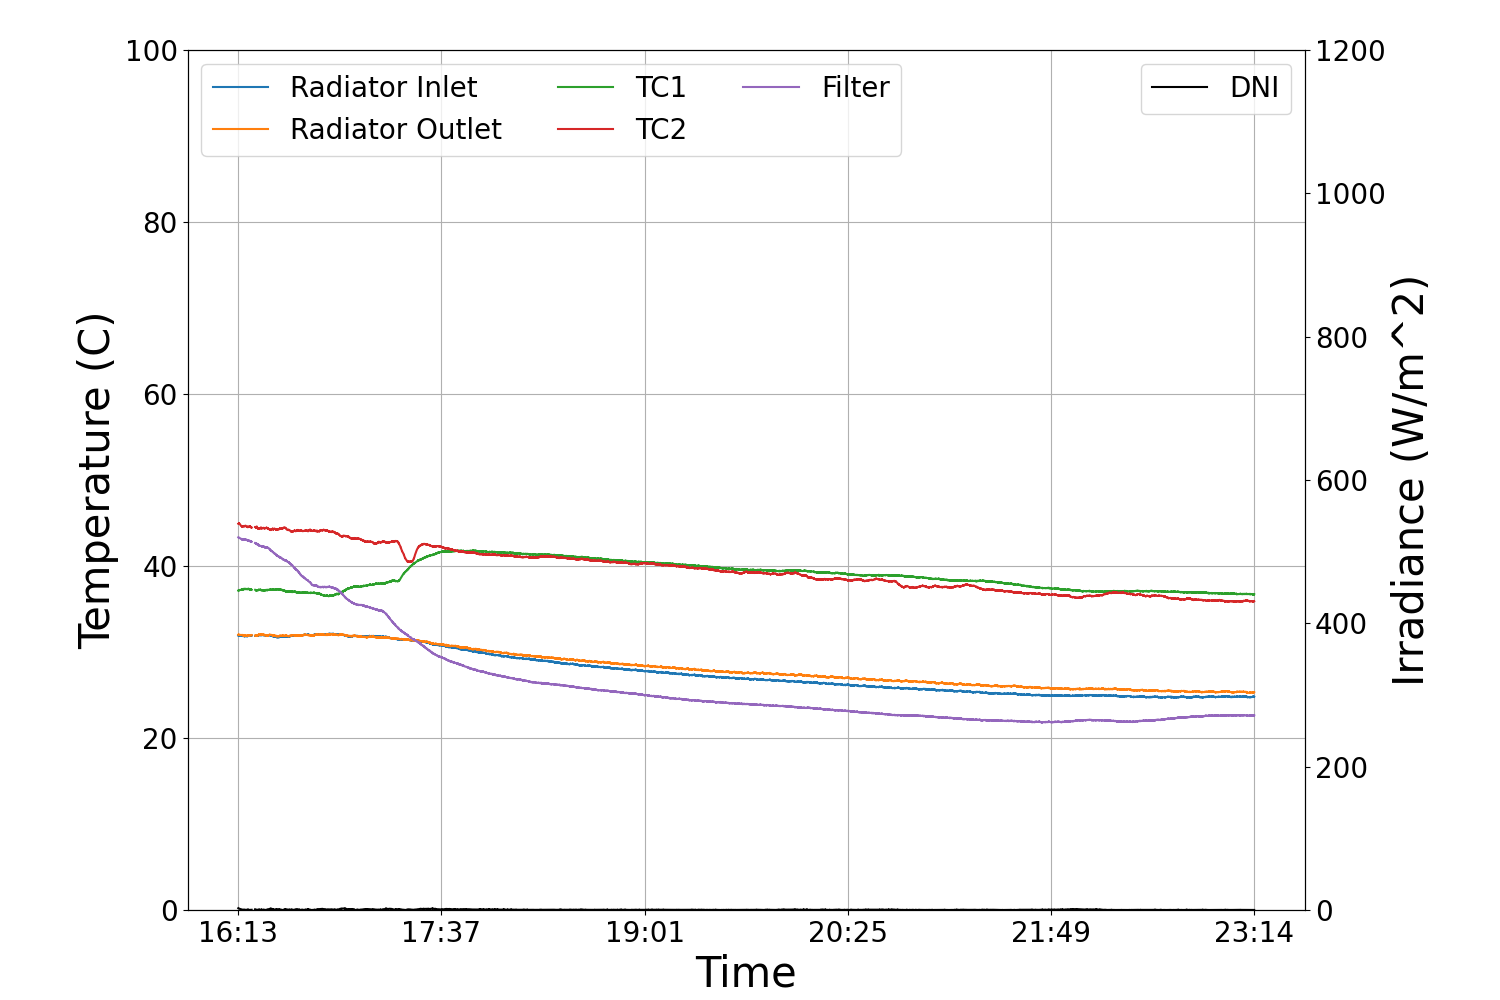 Radiator Inlet
Radiator Outlet
TC1
TC2
Filter
DNI
100
80
60
40
20
0
Temperature (C)
1200
1000
800
600
400
200
0
Irradiance (W/m^2)
16:13
17:37
19:01
20:25
21:49
23:14
Time